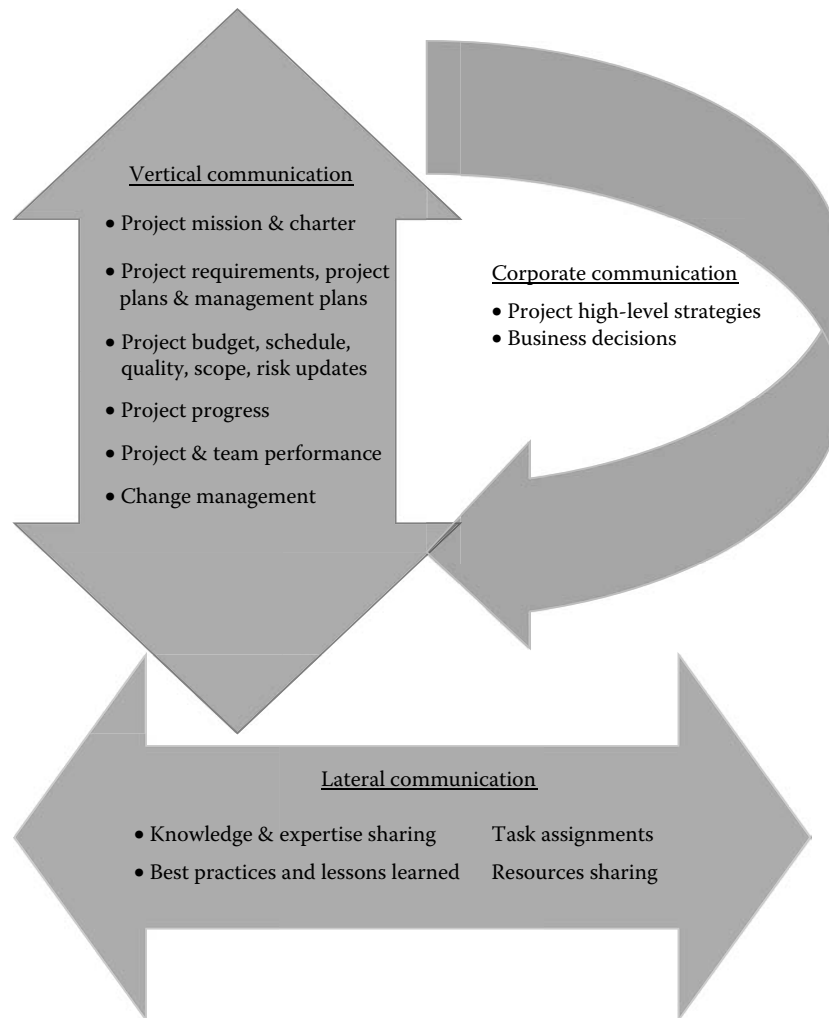 Vertical communication
• Project mission & charter
• Project requirements, project
plans & management plans
• Project budget, schedule,
quality, scope, risk updates
• Project progress
• Project & team performance
• Change management
Corporate communication
• Project high-level strategies
• Business decisions
Lateral communication
• Knowledge & expertise sharing Task assignments
• Best practices and lessons learned Resources sharing